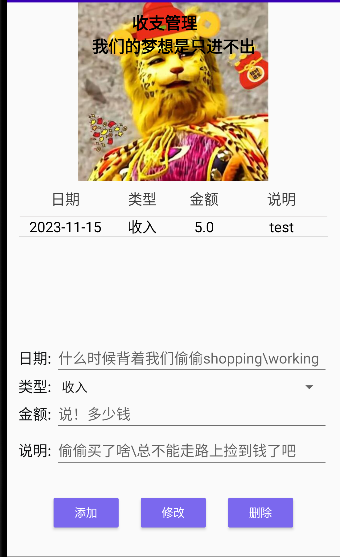 收支管理
我们的梦想是只进不出
日期 类型 金额 说明
2023-11-15 收入 5.0 test
日期: 什么时候背着我们偷偷shopping\working
类型: 收入
金额: 说！多少钱
说明: 偷偷买了啥\总不能走路上捡到钱了吧
添加 修改 删除